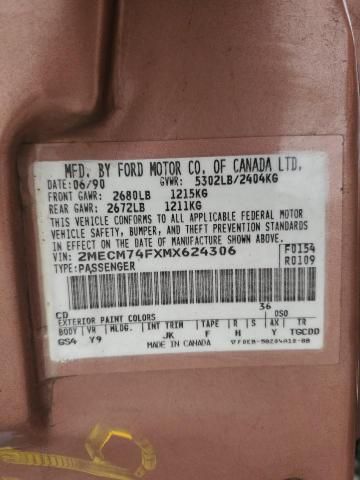 MFD. BY FORD MOTOR CO. OF CANADA LTD.
DATE: 06/90 GVWR: 5302LB/2404KG
FRONT GAWR: 2680LB 1215KG
REAR GAWR: 2672LB 1211KG
THIS VEHICLE CONFORMS TO ALL APPLICABLE FEDERAL MOTOR
VEHICLE SAFETY, BUMPER, AND THEFT PREVENTION STANDARDS
IN EFFECT ON THE DATE OF MANUFACTURE SHOWN ABOVE.
VIN: 2MECM74FXMX624306 F0154
TYPE: PASSENGER R0109
CD 36
EXTERIOR PAINT COLORS DSO
BODY VR MLDG. INT TRIM TAPE R S AX TR
GS4 Y9 JK F H Y TGCDD
MADE IN CANADA